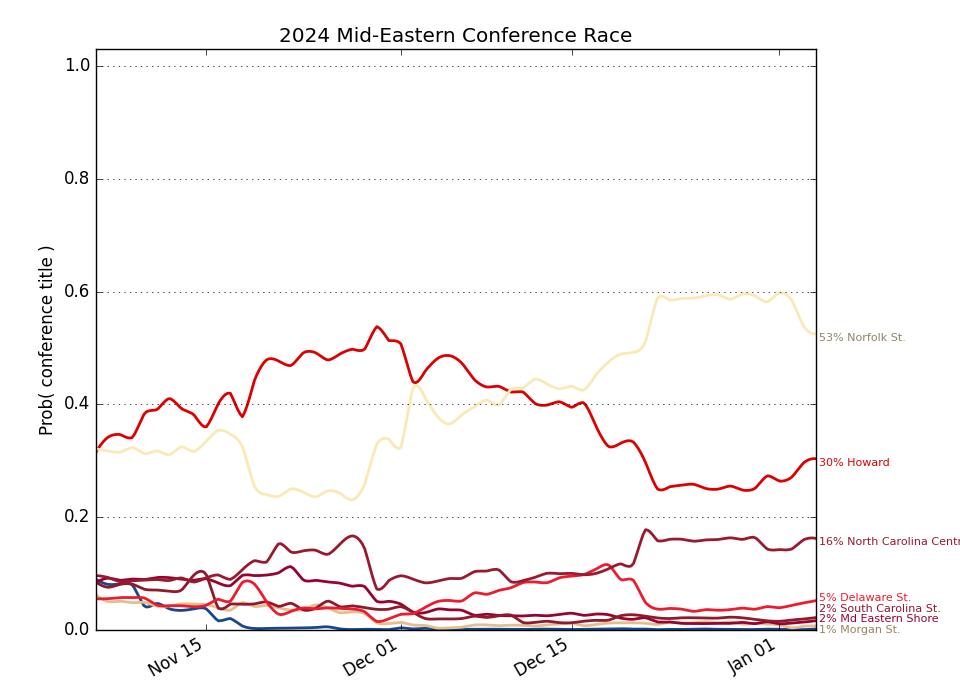 2024 Mid-Eastern Conference Race
Prob( conference title )
1.0
0.8
0.6
0.4
0.2
0.0
Nov 15
Dec 01
Dec 15
Jan 01
53% Norfolk St.
30% Howard
16% North Carolina Centr
5% Delaware St.
2% South Carolina St.
2% Md Eastern Shore
1% Morgan St.